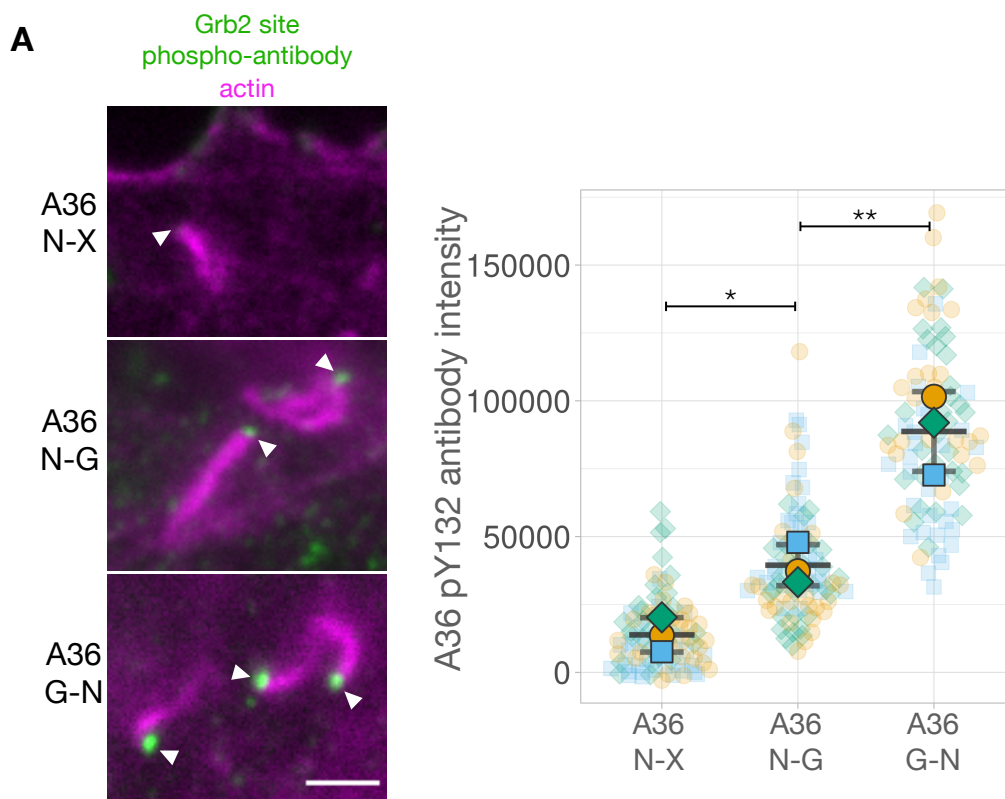 A
Grb2 site
phospho-antibody
actin
A36
N-X
A36
N-G
A36
G-N
A36 pY132 antibody intensity
150000
100000
50000
0
*
**
A36
N-X
A36
N-G
A36
G-N